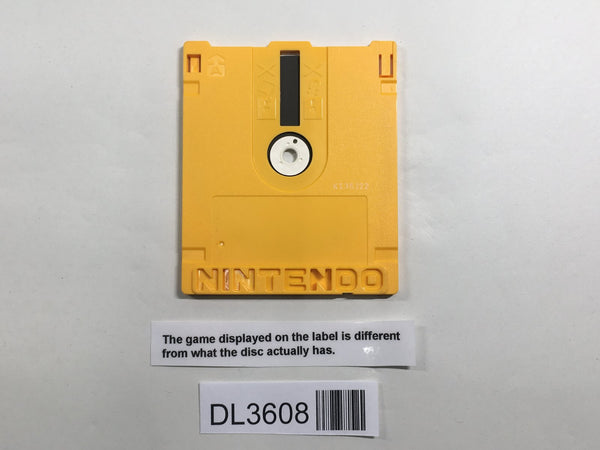 NINTENDO
The game displayed on the label is different
from what the disc actually has.
DL3608